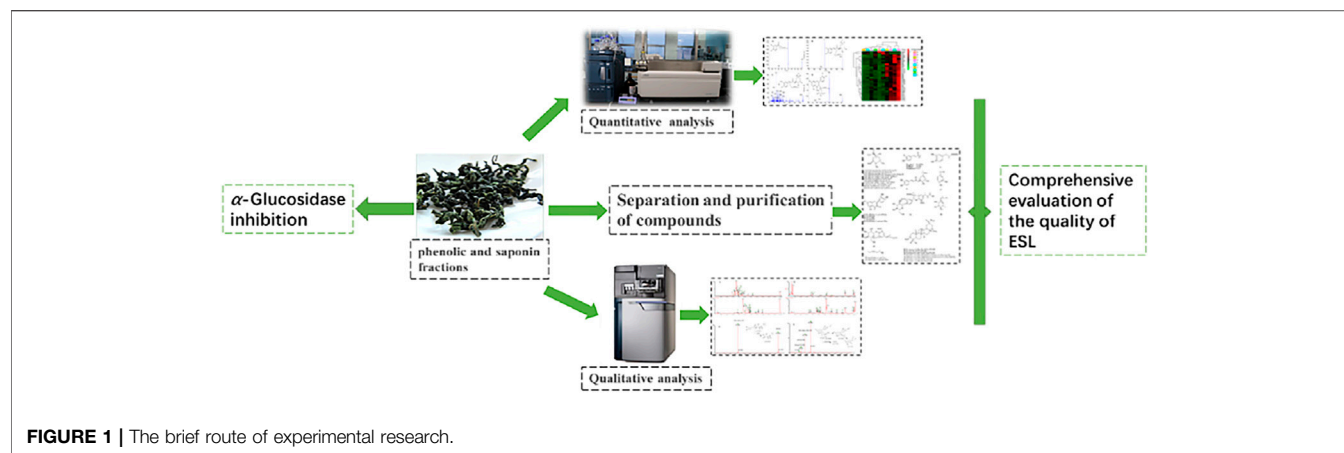 Quantitative analysis
α-Glucosidase
inhibition
phenolic and saponin
fractions
Separation and purification
of compounds
Comprehensive
evaluation of
the quality of
ESL
Qualitative analysis
FIGURE 1 | The brief route of experimental research.